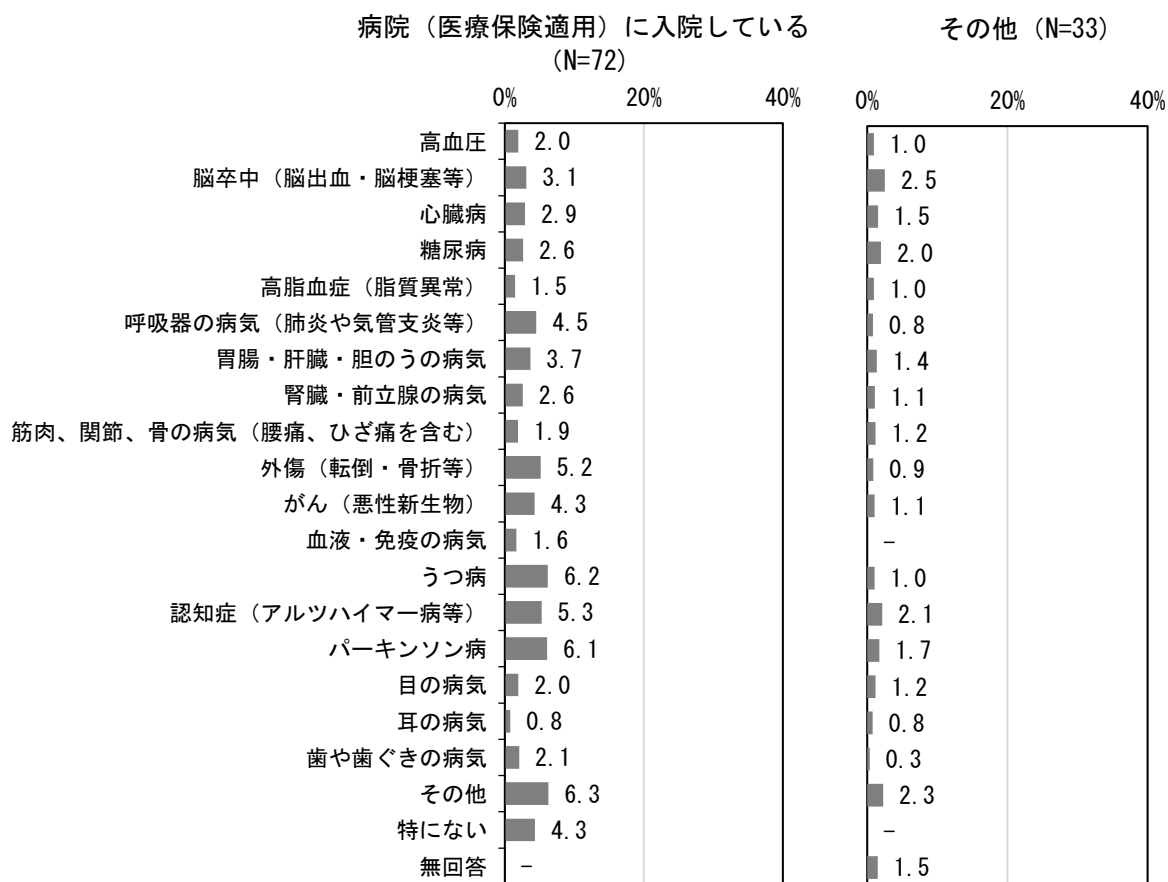 病院（医療保険適用）に入院している
（N=72）
その他（N=33）
0% 20% 40%
0% 20% 40%
高血圧 2.0 1.0
脳卒中（脳出血・脳梗塞等） 3.1 2.5
心臓病 2.9 1.5
糖尿病 2.6 2.0
高脂血症（脂質異常） 1.5 1.0
呼吸器の病気（肺炎や気管支炎等） 4.5 0.8
胃腸・肝臓・胆のうの病気 3.7 1.4
腎臓・前立腺の病気 2.6 1.1
筋肉、関節、骨の病気（腰痛、ひざ痛を含む） 1.9 1.2
外傷（転倒・骨折等） 5.2 0.9
がん（悪性新生物） 4.3 1.1
血液・免疫の病気 1.6 -
うつ病 6.2 1.0
認知症（アルツハイマー病等） 5.3 2.1
パーキンソン病 6.1 1.7
目の病気 2.0 1.2
耳の病気 0.8 0.8
歯や歯ぐきの病気 2.1 0.3
その他 6.3 2.3
特にない 4.3 -
無回答 - 1.5